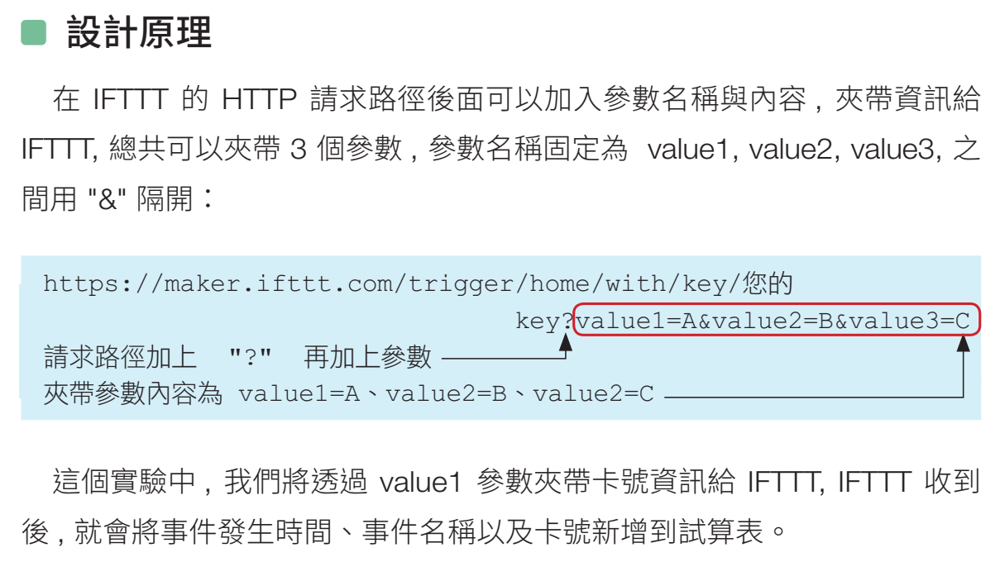 設計原理
在 IFTTT 的 HTTP 請求路徑後面可以加入參數名稱與內容 , 夾帶資訊給
IFTTT, 總共可以夾帶 3 個參數 , 參數名稱固定為 value1, value2, value3, 之
間用 "&" 隔開：
https://maker.ifttt.com/trigger/home/with/key/您的
key?value1=A&value2=B&value3=C
請求路徑加上 "?" 再加上參數
夾帶參數內容為 value1=A、value2=B、value2=C
這個實驗中 , 我們將透過 value1 參數夾帶卡號資訊給 IFTTT, IFTTT 收到
後 , 就會將事件發生時間、事件名稱以及卡號新增到試算表。